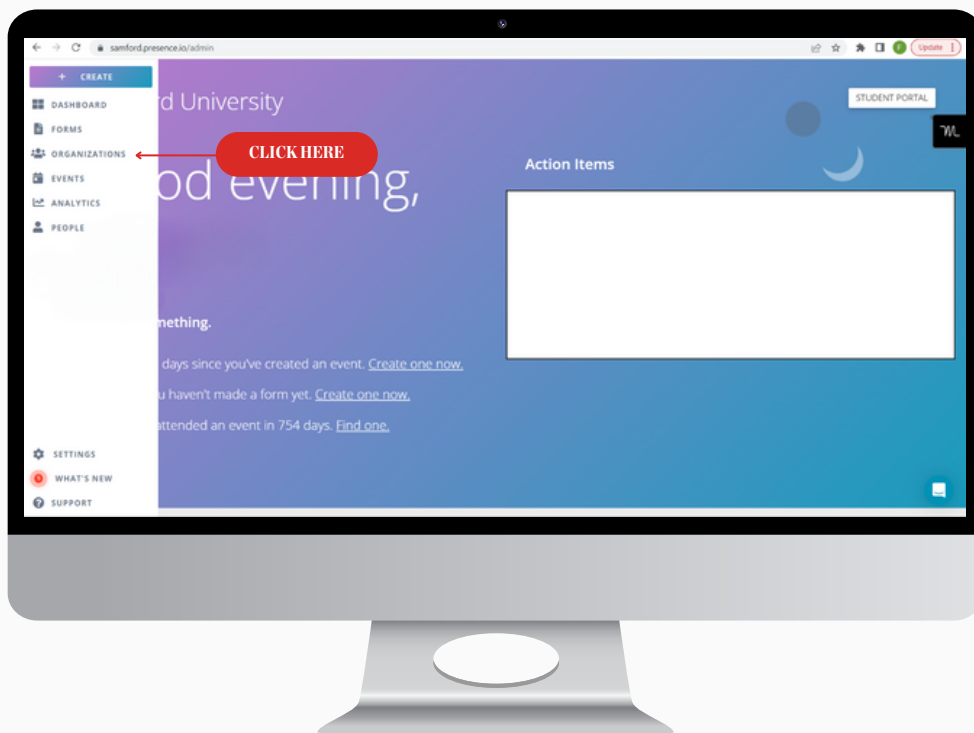 samford.presence.io/admin
Update
+ CREATE
DASHBOARD
FORMS
ORGANIZATIONS
EVENTS
ANALYTICS
PEOPLE
SETTINGS
WHAT'S NEW
SUPPORT
rd University
CLICK HERE
od evening,
mething.
days since you've created an event. Create one now.
u haven't made a form yet. Create one now.
attended an event in 754 days. Find one.
STUDENT PORTAL
Action Items